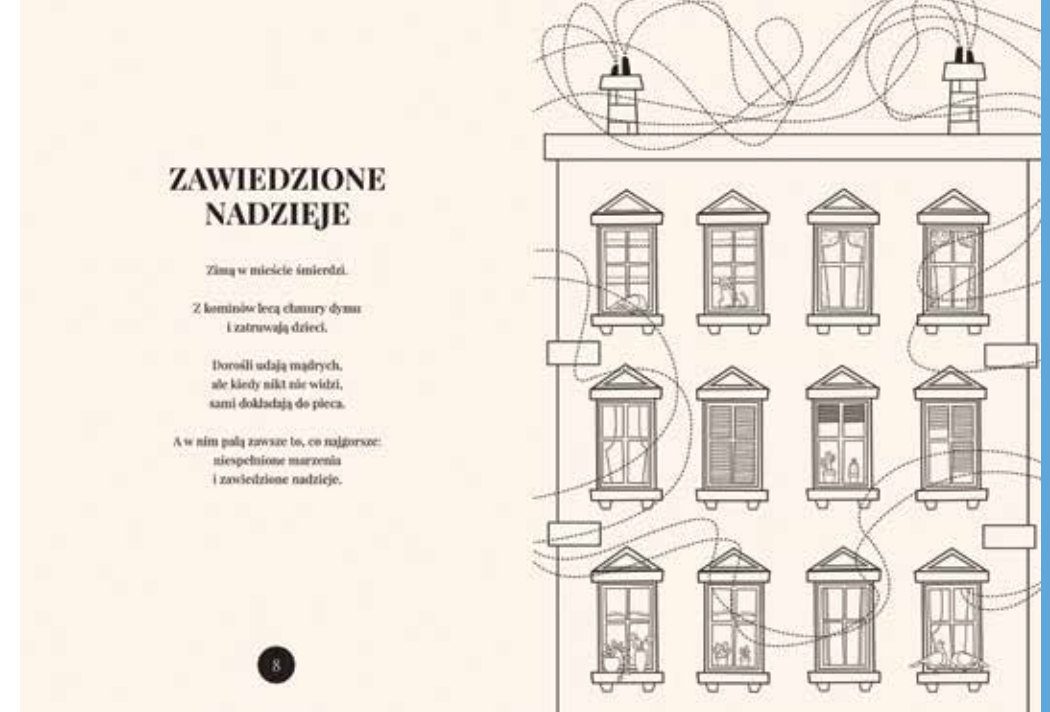 ZAWIEDZIONE
NADZIEJE
Zimą w mieście śmierdzi.
Z kominów lecą chmury dymu
i zatruwają dzieci.
Dorośli udają mądrych,
ale kiedy nikt nie widzi,
sami dokładają do pieca.
A w nim palą zawsze to, co najgorsze:
niespełnione marzenia
i zawiedzione nadzieje.
8